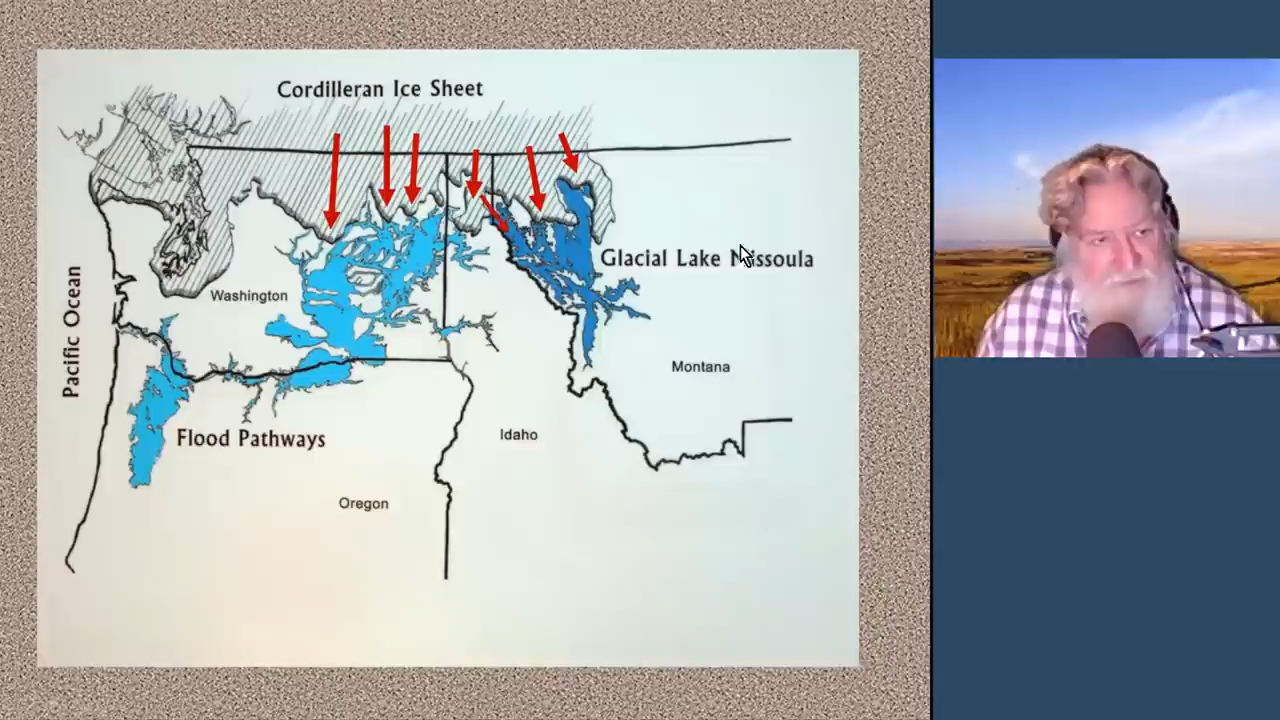 Cordilleran Ice Sheet
Glacial Lake Missoula
Washington
Pacific Ocean
Montana
Flood Pathways
Idaho
Oregon